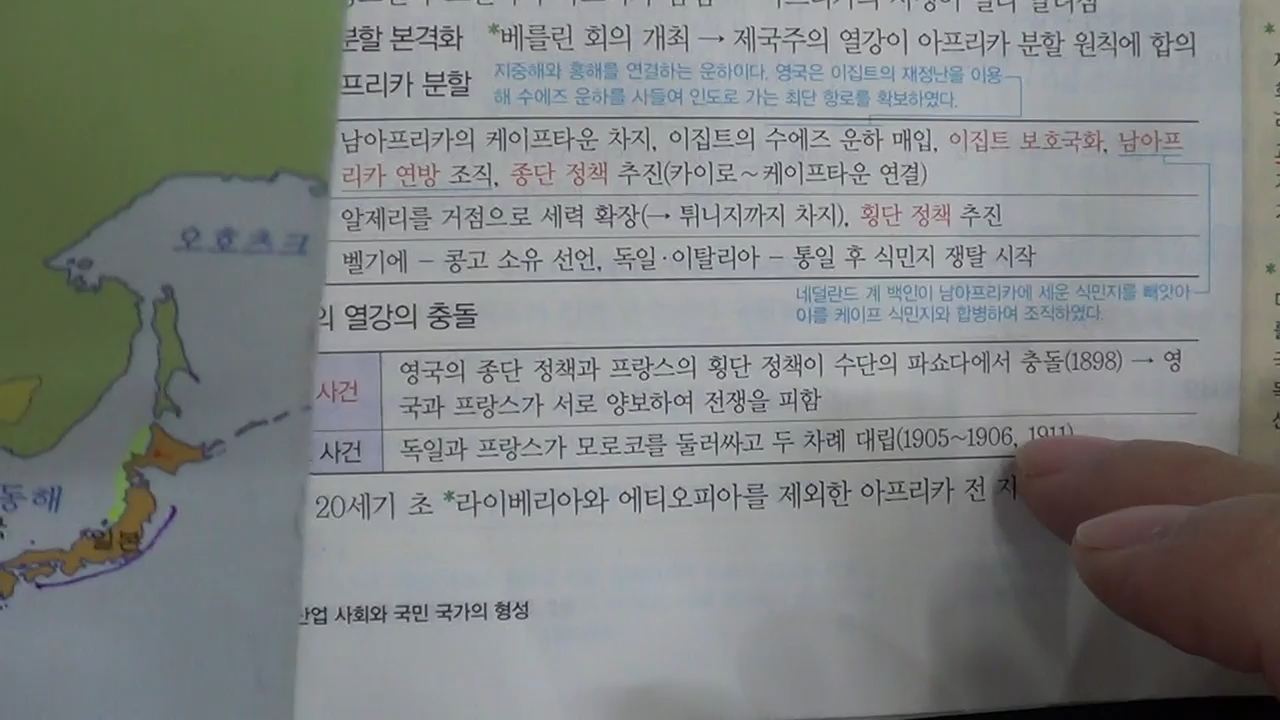 분할 본격화 *베를린 회의 개최 → 제국주의 열강이 아프리카 분할 원칙에 합의
프리카 분할
지중해와 홍해를 연결하는 운하이다. 영국은 이집트의 재정난을 이용
해 수에즈 운하를 사들여 인도로 가는 최단 항로를 확보하였다.
남아프리카의 케이프타운 차지, 이집트의 수에즈 운하 매입, 이집트 보호국화, 남아프
리카 연방 조직, 종단 정책 추진(카이로~케이프타운 연결)
알제리를 거점으로 세력 확장(→ 튀니지까지 차지), 횡단 정책 추진
벨기에 - 콩고 소유 선언, 독일·이탈리아 - 통일 후 식민지 쟁탈 시작
네덜란드 계 백인이 남아프리카에 세운 식민지를 빼앗아
이를 케이프 식민지와 합병하여 조직하였다.
의 열강의 충돌
사건 영국의 종단 정책과 프랑스의 횡단 정책이 수단의 파쇼다에서 충돌(1898) → 영
국과 프랑스가 서로 양보하여 전쟁을 피함
사건 독일과 프랑스가 모로코를 둘러싸고 두 차례 대립(1905~1906, 1911)
20세기 초 *라이베리아와 에티오피아를 제외한 아프리카 전
산업 사회와 국민 국가의 형성
오호츠크
동해
일본